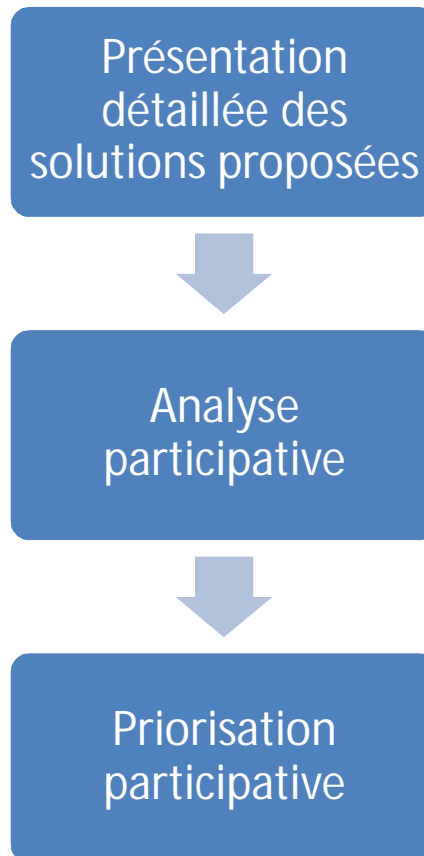 Présentation
détaillée des
solutions proposées
Analyse
participative
Priorisation
participative